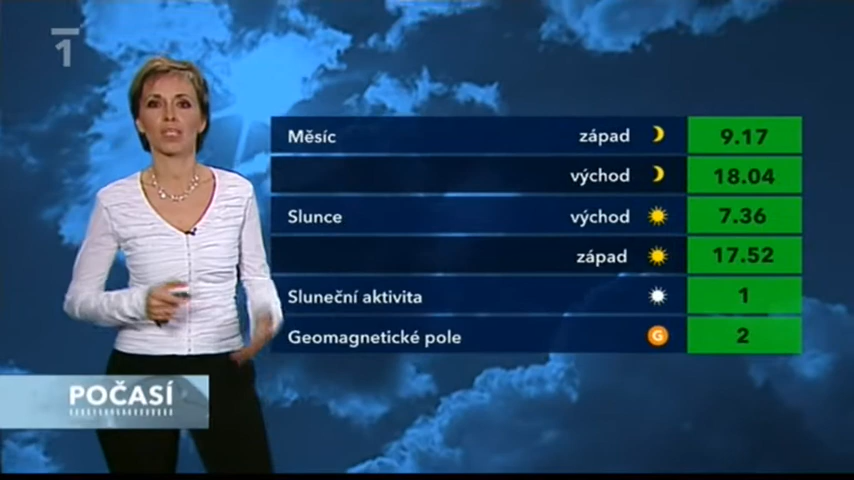 1
Měsíc západ 9.17
východ 18.04
Slunce východ 7.36
západ 17.52
Sluneční aktivita 1
Geomagnetické pole G 2
POČASÍ